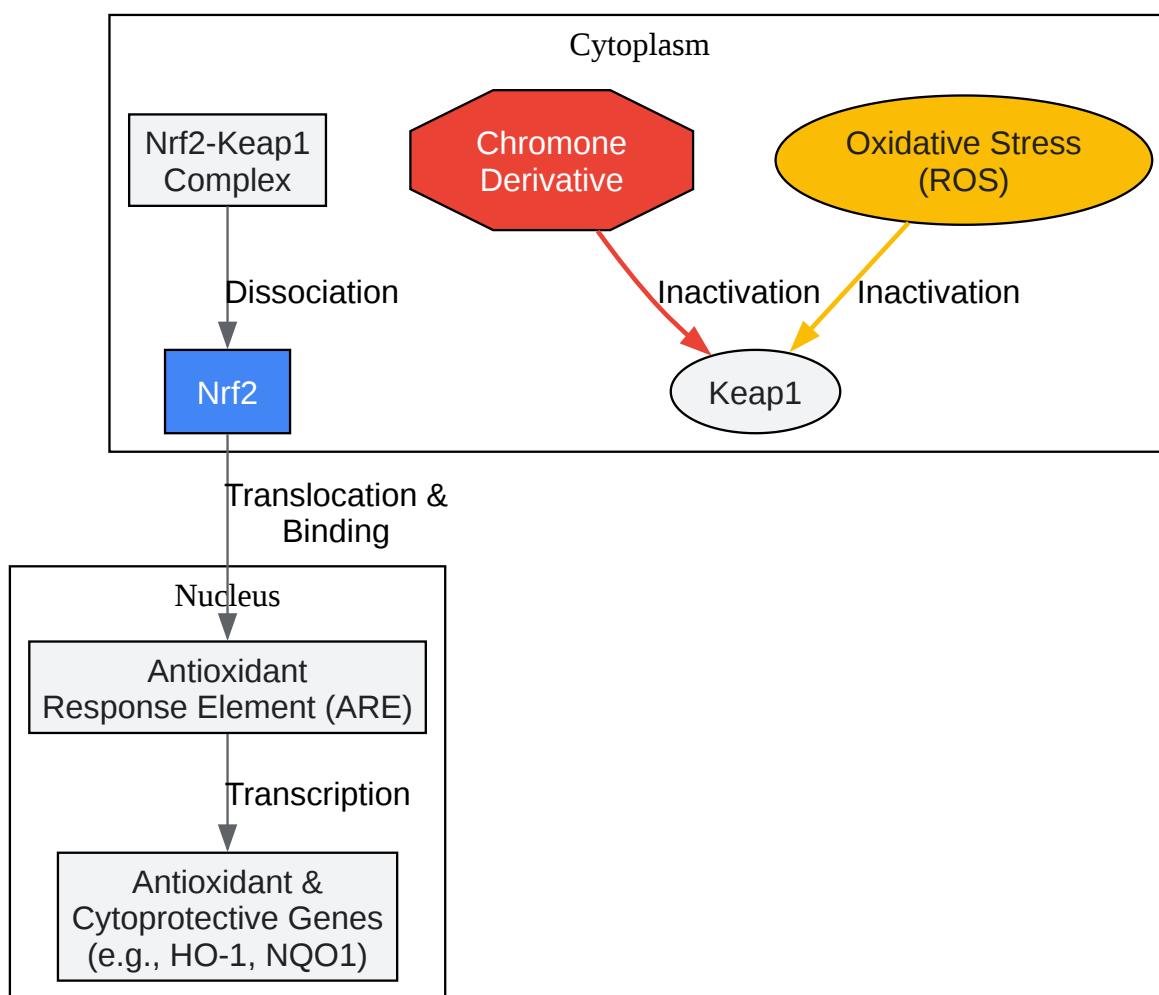 Cytoplasm
Nrf2-Keap1
Complex
Chromone
Derivative
Oxidative Stress
(ROS)
Dissociation
Inactivation
Inactivation
Nrf2
Keap1
Translocation &
Binding
Nucleus
Antioxidant
Response Element (ARE)
Transcription
Antioxidant &
Cytoprotective Genes
(e.g., HO-1, NQO1)